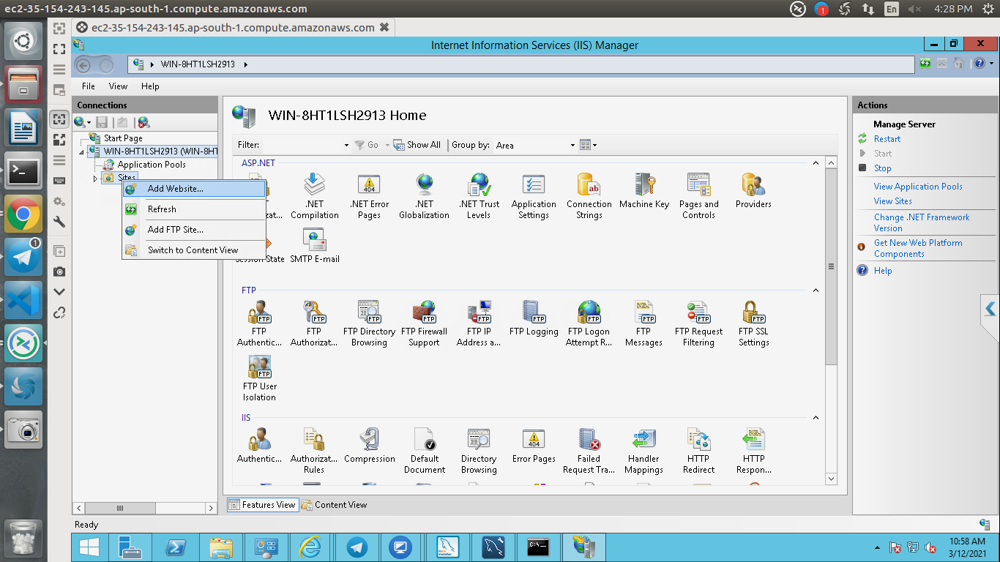 ec2-35-154-243-145.ap-south-1.compute.amazonaws.com
1
En
4:28 PM
ec2-35-154-243-145.ap-south-1.compute.amazonaws.com
Internet Information Services (IIS) Manager
WIN-8HT1LSH2913
File View Help
Connections
Start Page
WIN-8HT1LSH2913 (WIN-8HT
Application Pools
Sites
Add Website...
Refresh
Add FTP Site...
Switch to Content View
WIN-8HT1LSH2913 Home
Filter:
Go
Show All
Group by:
Area
ASP.NET
.NET Compilation
.NET Error Pages
.NET Globalization
.NET Trust Levels
Application Settings
Connection Strings
Machine Key
Pages and Controls
Providers
Session State
SMTP E-mail
FTP
FTP Authentic...
FTP Authorizat...
FTP Directory Browsing
FTP Firewall Support
FTP IP Address a...
FTP Logging
FTP Logon Attempt R...
FTP Messages
FTP Request Filtering
FTP SSL Settings
FTP User Isolation
IIS
Authentic...
Authorizat... Rules
Compression
Default Document
Directory Browsing
Error Pages
Failed Request Tra...
Handler Mappings
HTTP Redirect
HTTP Respon...
Features View
Content View
Actions
Manage Server
Restart
Start
Stop
View Application Pools
View Sites
Change .NET Framework
Version
Get New Web Platform
Components
Help
Ready
10:58 AM
3/12/2021